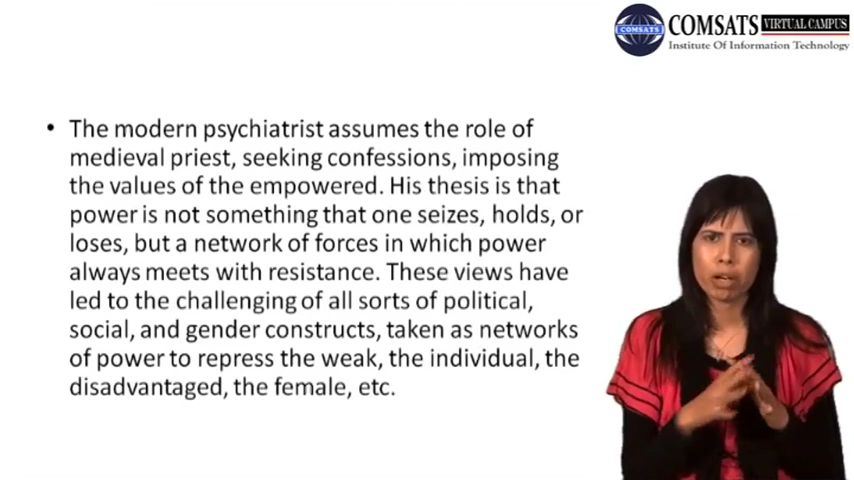 COMSATS VIRTUAL CAMPUS
Institute Of Information Technology
COMSATS
• The modern psychiatrist assumes the role of
medieval priest, seeking confessions, imposing
the values of the empowered. His thesis is that
power is not something that one seizes, holds, or
loses, but a network of forces in which power
always meets with resistance. These views have
led to the challenging of all sorts of political,
social, and gender constructs, taken as networks
of power to repress the weak, the individual, the
disadvantaged, the female, etc.